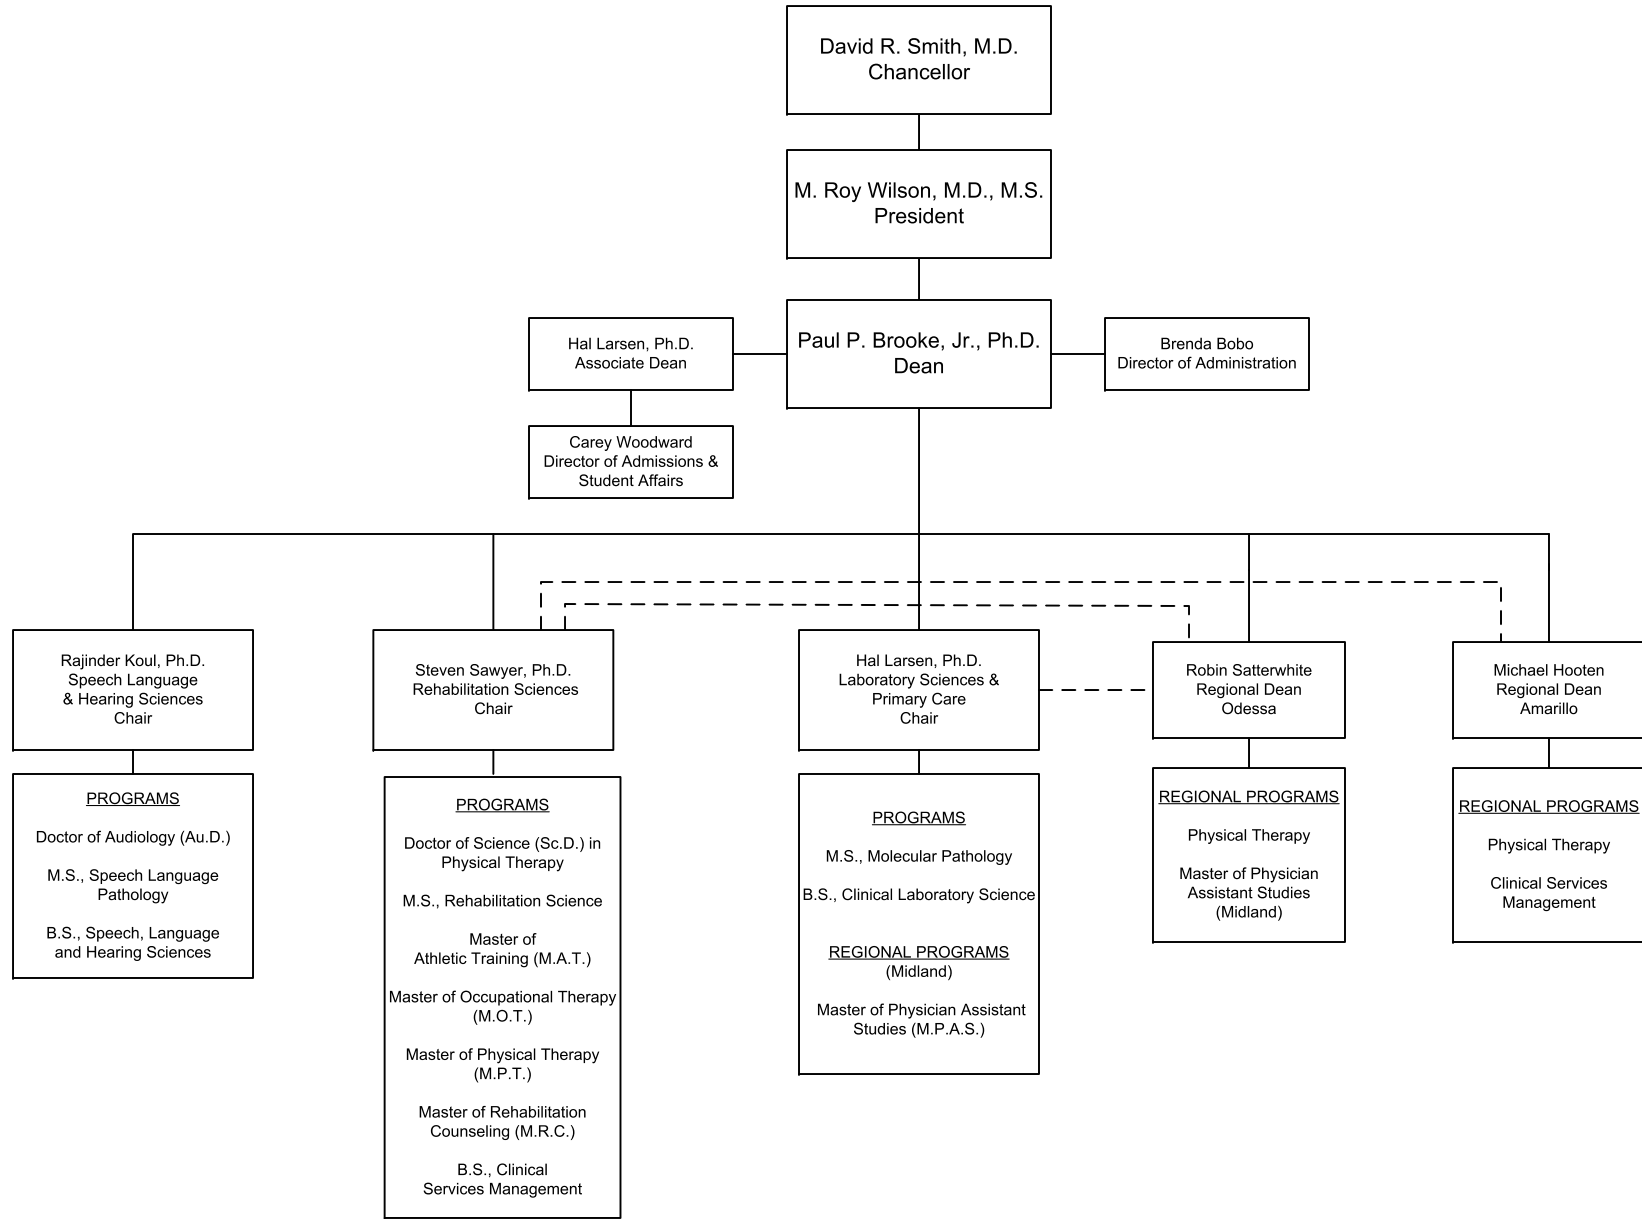 David R. Smith, M.D.
Chancellor
M. Roy Wilson, M.D., M.S.
President
Paul P. Brooke, Jr., Ph.D.
Dean
Hal Larsen, Ph.D.
Associate Dean
Brenda Bobo
Director of Administration
Carey Woodward
Director of Admissions &
Student Affairs
Rajinder Koul, Ph.D.
Speech Language
& Hearing Sciences
Chair
Steven Sawyer, Ph.D.
Rehabilitation Sciences
Chair
Hal Larsen, Ph.D.
Laboratory Sciences &
Primary Care
Chair
Robin Satterwhite
Regional Dean
Odessa
Michael Hooten
Regional Dean
Amarillo
PROGRAMS
Doctor of Audiology (Au.D.)
M.S., Speech Language
Pathology
B.S., Speech, Language
and Hearing Sciences
PROGRAMS
Doctor of Science (Sc.D.) in
Physical Therapy
M.S., Rehabilitation Science
Master of
Athletic Training (M.A.T.)
Master of Occupational Therapy
(M.O.T.)
Master of Physical Therapy
(M.P.T.)
Master of Rehabilitation
Counseling (M.R.C.)
B.S., Clinical
Services Management
PROGRAMS
M.S., Molecular Pathology
B.S., Clinical Laboratory Science
REGIONAL PROGRAMS
(Midland)
Master of Physician Assistant
Studies (M.P.A.S.)
REGIONAL PROGRAMS
Physical Therapy
Master of Physician
Assistant Studies
(Midland)
REGIONAL PROGRAMS
Physical Therapy
Clinical Services
Management